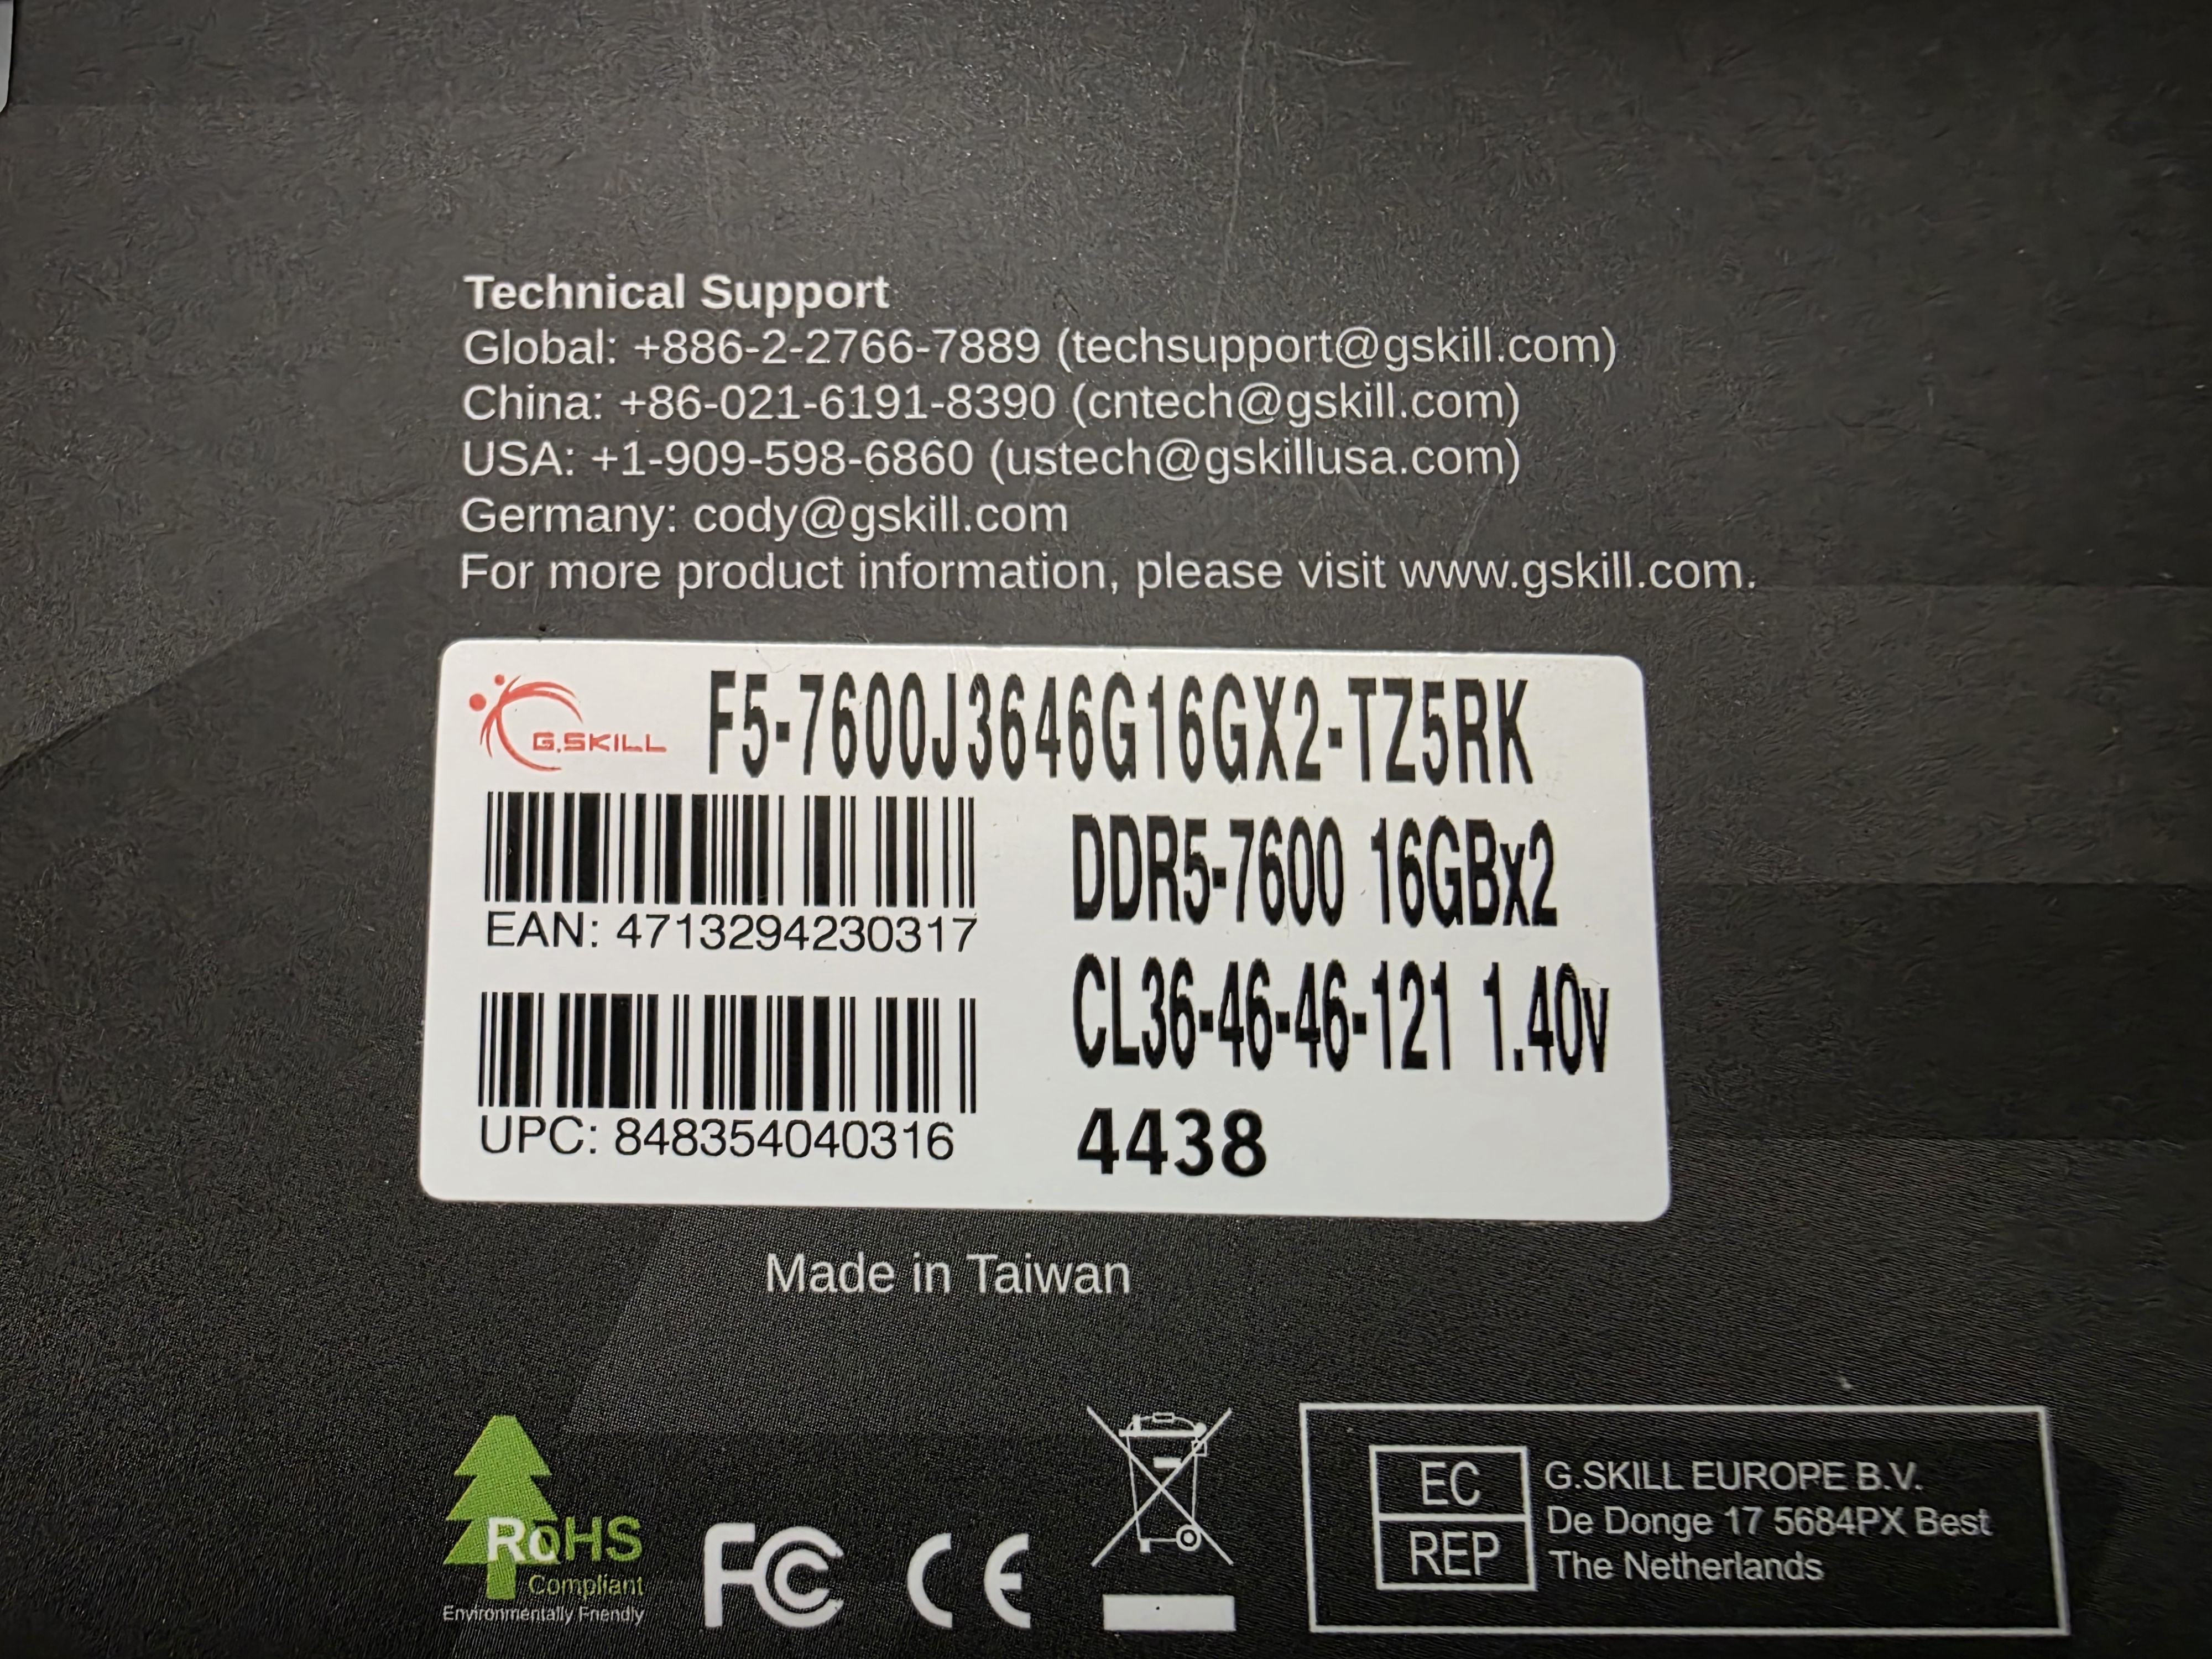 Technical Support
Global: +886-2-2766-7889 (techsupport@gskill.com)
China: +86-021-6191-8390 (cntech@gskill.com)
USA: +1-909-598-6860 (ustech@gskillusa.com)
Germany: cody@gskill.com
For more product information, please visit www.gskill.com.
G.SKILL
F5-7600J3646G16GX2-TZ5RK
EAN: 4713294230317
DDR5-7600 16GBx2
CL36-46-46-121 1.40v
UPC: 848354040316
4438
Made in Taiwan
RoHS
Compliant
Environmentally Friendly
FC
CE
EC
REP
G.SKILL EUROPE B.V.
De Donge 17 5684PX Best
The Netherlands